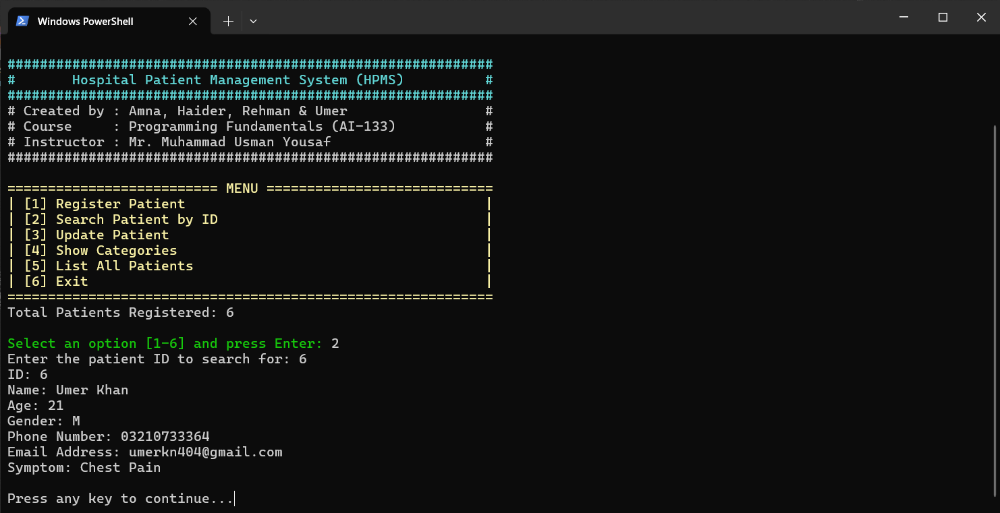 Windows PowerShell
############################################################
#       Hospital Patient Management System (HPMS)          #
############################################################
# Created by : Amna, Haider, Rehman & Umer                 #
# Course     : Programming Fundamentals (AI-133)           #
# Instructor : Mr. Muhammad Usman Yousaf                   #
############################################################
========================== MENU ============================
| [1] Register Patient                                     |
| [2] Search Patient by ID                                 |
| [3] Update Patient                                       |
| [4] Show Categories                                      |
| [5] List All Patients                                    |
| [6] Exit                                                 |
============================================================
Total Patients Registered: 6
Select an option [1-6] and press Enter: 2
Enter the patient ID to search for: 6
ID: 6
Name: Umer Khan
Age: 21
Gender: M
Phone Number: 03210733364
Email Address: umerkn404@gmail.com
Symptom: Chest Pain
Press any key to continue...